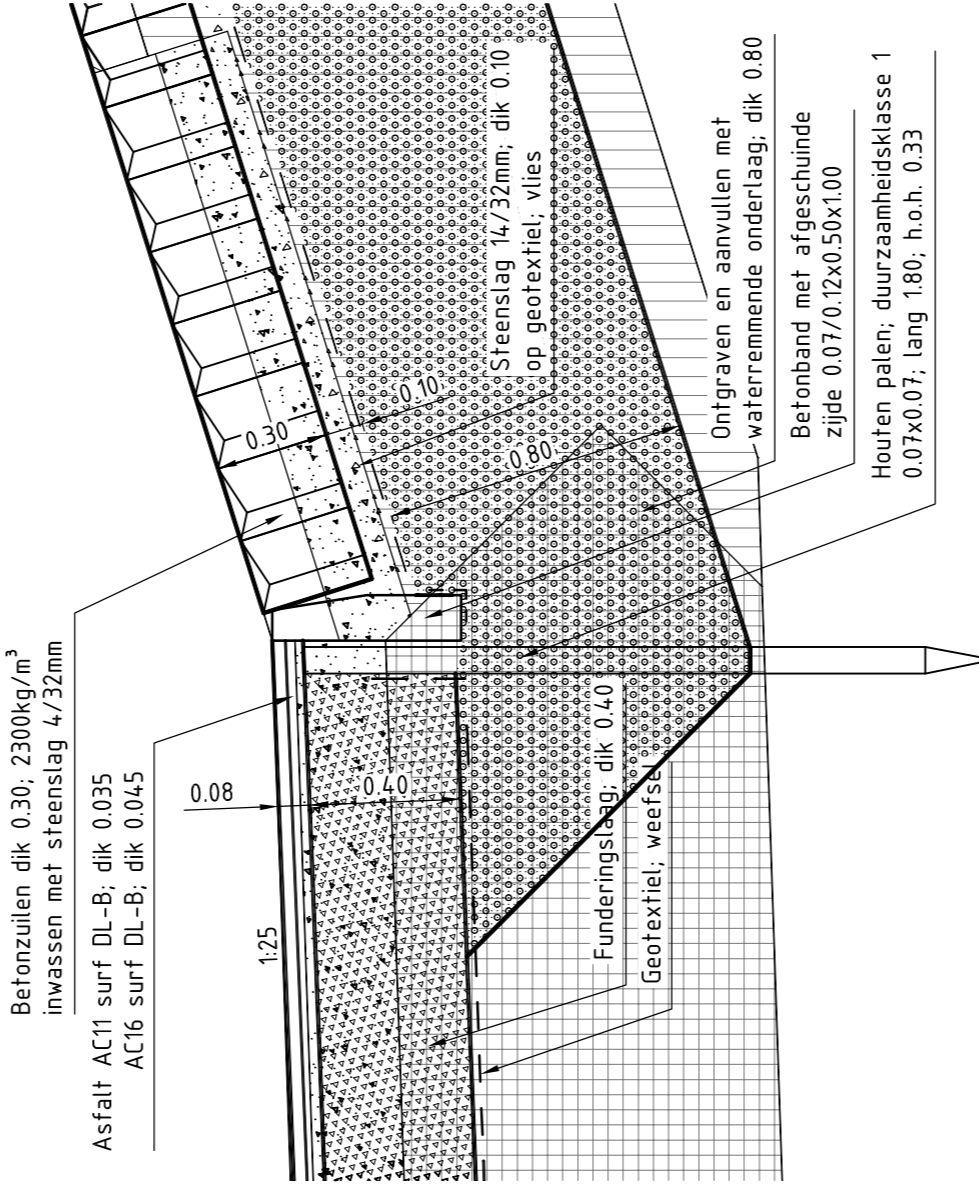 Betonzuilen dik 0.30; 2300kg/m³
inwassen met steenslag 4/32mm
Asfalt AC11 surf DL-B; dik 0.035
AC16 surf DL-B; dik 0.045
0.08
1:25
0.40
0.30
0.10
0.80
Steenslag 14/32mm; dik 0.10
op geotextiel; vlies
Funderingslaag; dik 0.40
Geotextiel; weefsel
Ontgraven en aanvullen met
waterremmende onderlaag; dik 0.80
Betonband met afgeschuinde
zijde 0.07/0.12x0.50x1.00
Houten palen; duurzaamheidsklasse 1
0.07x0.07; lang 1.80; h.o.h. 0.33